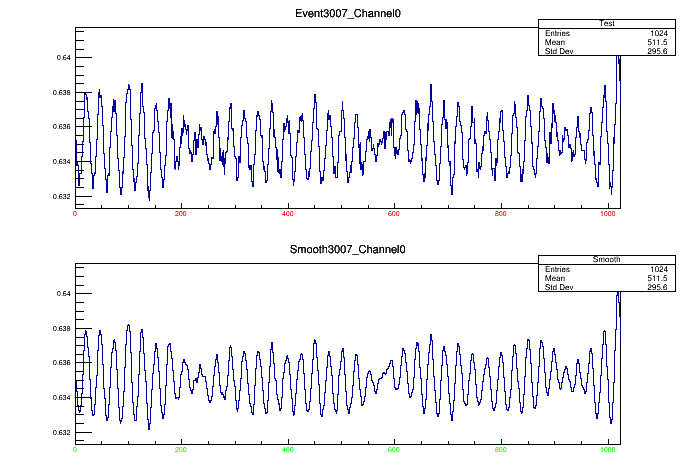 Event3007_Channel0
Test
Entries 1024
Mean 511.5
Std Dev 295.6
0.64
0.638
0.636
0.634
0.632
0 200 400 600 800 1000
Smooth3007_Channel0
Smooth
Entries 1024
Mean 511.5
Std Dev 295.6
0.64
0.638
0.636
0.634
0.632
0 200 400 600 800 1000